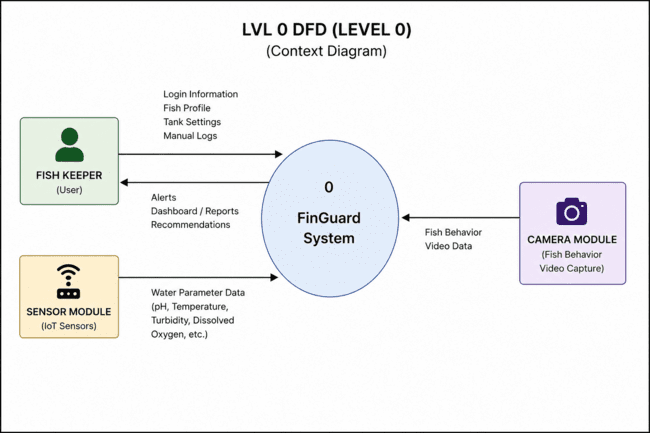 LVL 0 DFD (LEVEL 0)
(Context Diagram)
Login Information
Fish Profile
Tank Settings
Manual Logs
FISH KEEPER
(User)
Alerts
Dashboard / Reports
Recommendations
0
FinGuard
System
Fish Behavior
Video Data
CAMERA MODULE
(Fish Behavior
Video Capture)
SENSOR MODULE
(IoT Sensors)
Water Parameter Data
(pH, Temperature,
Turbidity, Dissolved
Oxygen, etc.)